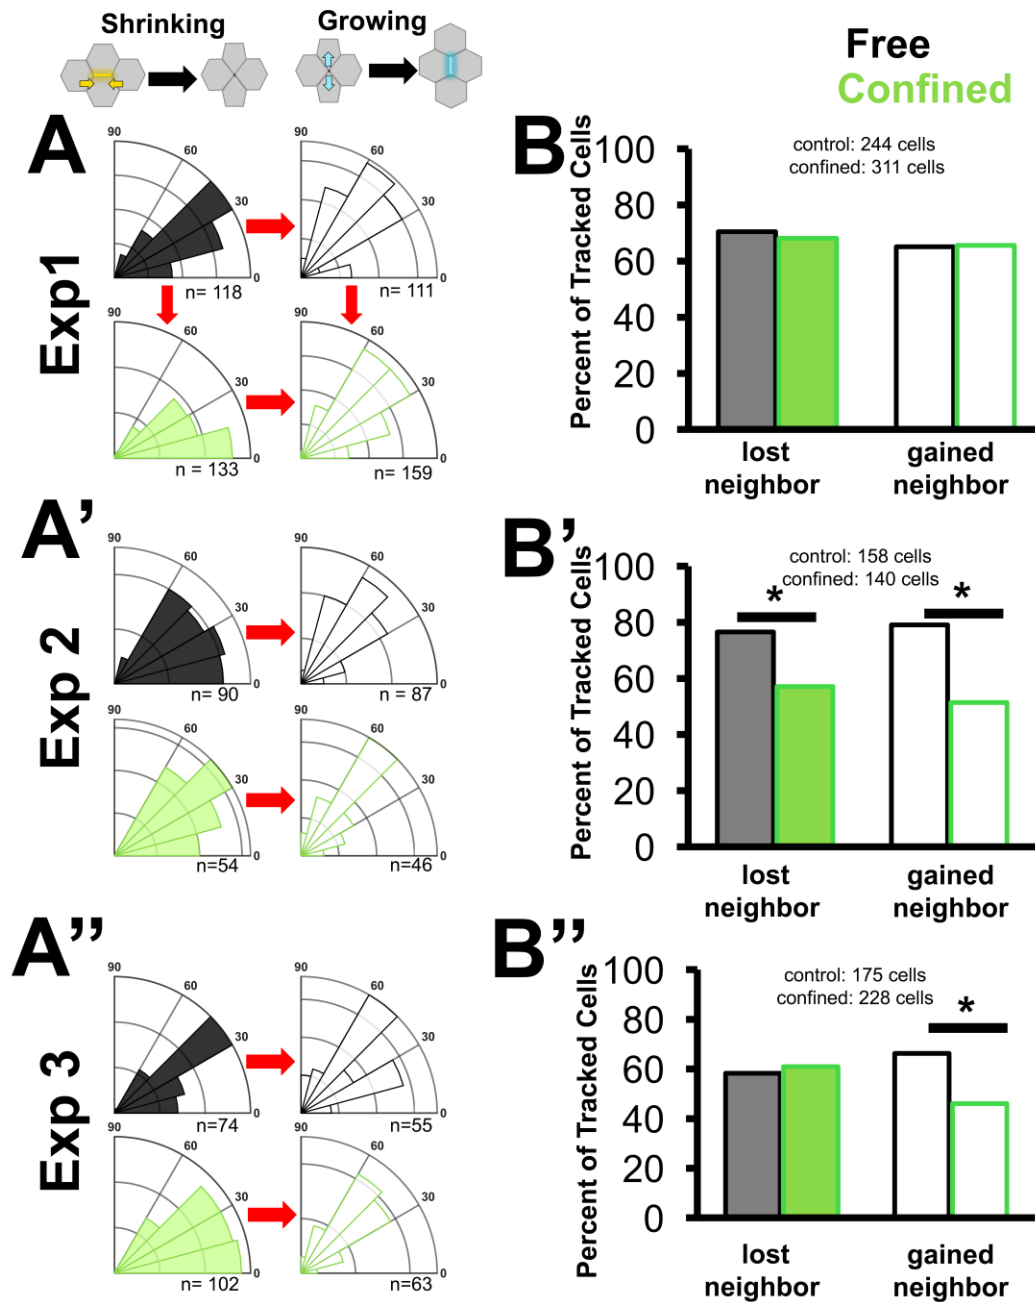 Shrinking
Growing
Free
Confined
A
90
60
30
0
n= 118
90
60
30
0
n= 111
Exp1
90
60
30
0
n = 133
90
60
30
0
n = 159
B
control: 244 cells
confined: 311 cells
Percent of Tracked Cells
100
80
60
40
20
0
lost
neighbor
gained
neighbor
A'
90
60
30
0
n= 90
90
60
30
0
n = 87
Exp 2
90
60
30
0
n=54
90
60
30
0
n=46
B'
control: 158 cells
confined: 140 cells
Percent of Tracked Cells
100
80
60
40
20
0
*
*
lost
neighbor
gained
neighbor
A''
90
60
30
0
n=74
90
60
30
0
n=55
Exp 3
90
60
30
0
n= 102
90
60
30
0
n=63
B''
control: 175 cells
confined: 228 cells
Percent of Tracked Cells
100
80
60
40
20
0
*
lost
neighbor
gained
neighbor